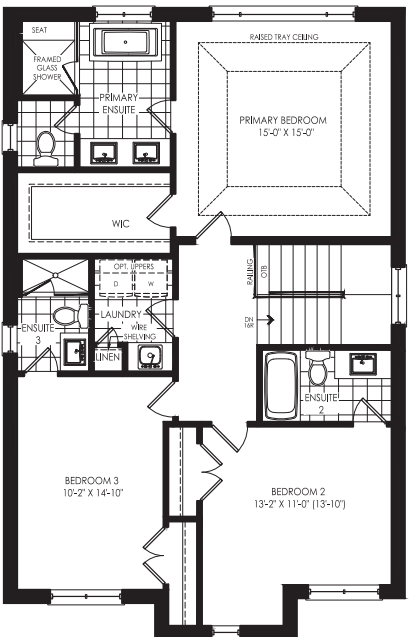 SEAT
FRAMED
GLASS
SHOWER
PRIMARY
ENSUITE
RAISED TRAY CEILING
PRIMARY BEDROOM
15'-0" X 15'-0"
WIC
OPT. UPPERS
D
W
LAUNDRY
WIRE
SHELVING
LINEN
ENSUITE
3
RAILING
OTB
DN
16R
ENSUITE
2
BEDROOM 3
10'-2" X 14'-10"
BEDROOM 2
13'-2" X 11'-0" (13'-10")